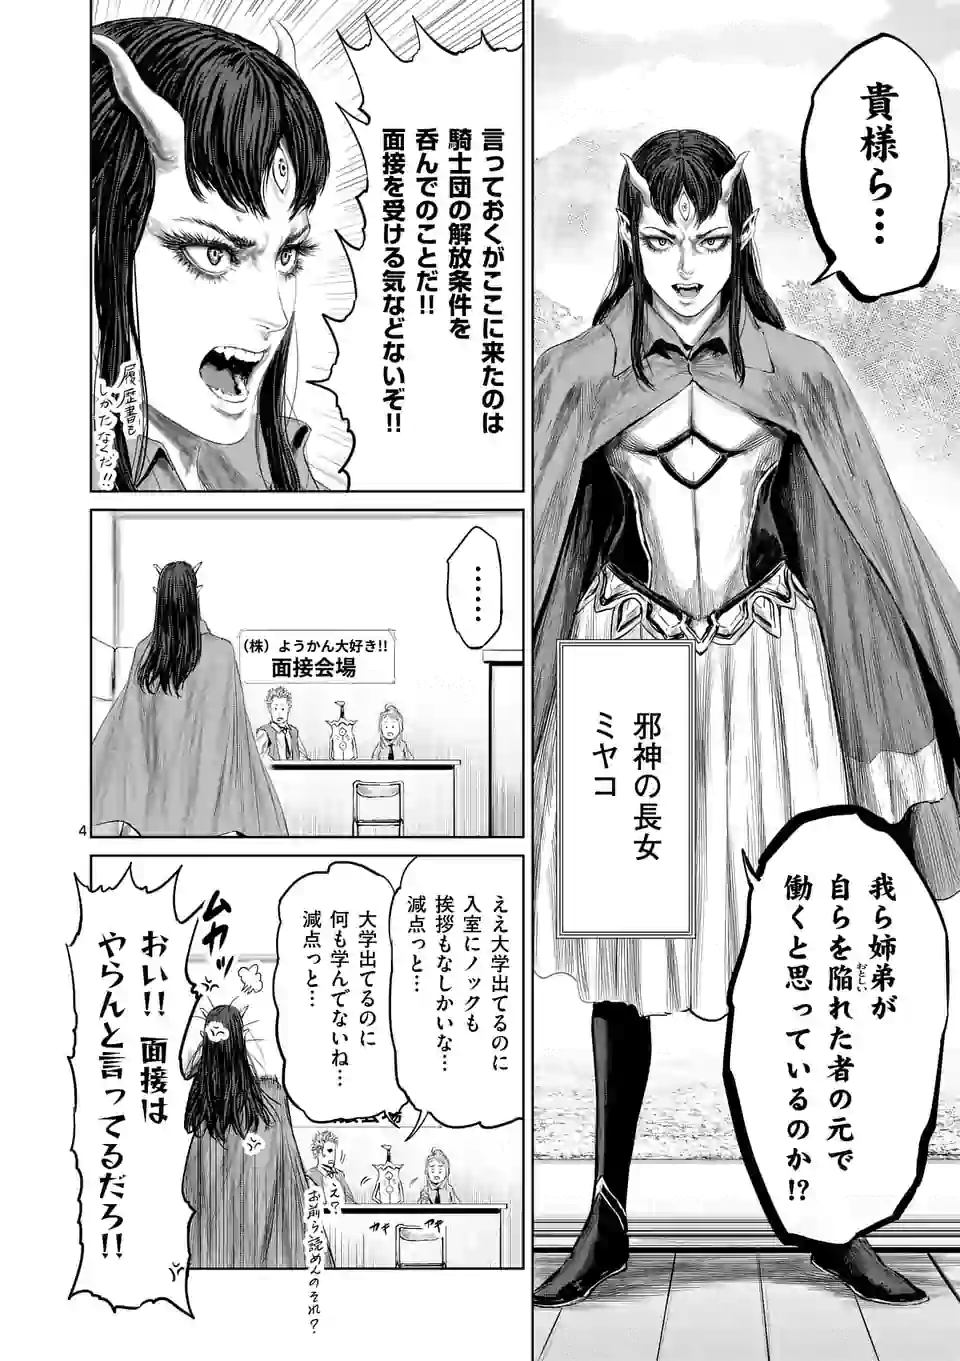 貴様ら…
我ら姉弟が
自らを陥れた者の元で
おとしい
働くと思っているのか!?
邪神の長女
ミヤコ
言っておくがここに来たのは
騎士団の解放条件を
呑んでのことだ!!
面接を受ける気などないぞ!!
履歴書も
しかたなくだ!!
……
(株)ようかん大好き!!
面接会場
4
ええ大学出てるのに
入室にノックも
挨拶もなしかいな…
減点っと…
大学出てるのに
何も学んでないね…
減点っと…
カキ
カキ
え?
お前ら、読めんのそれ?
ムカッ
おい!! 面接は
やらんと言ってるだろ!!